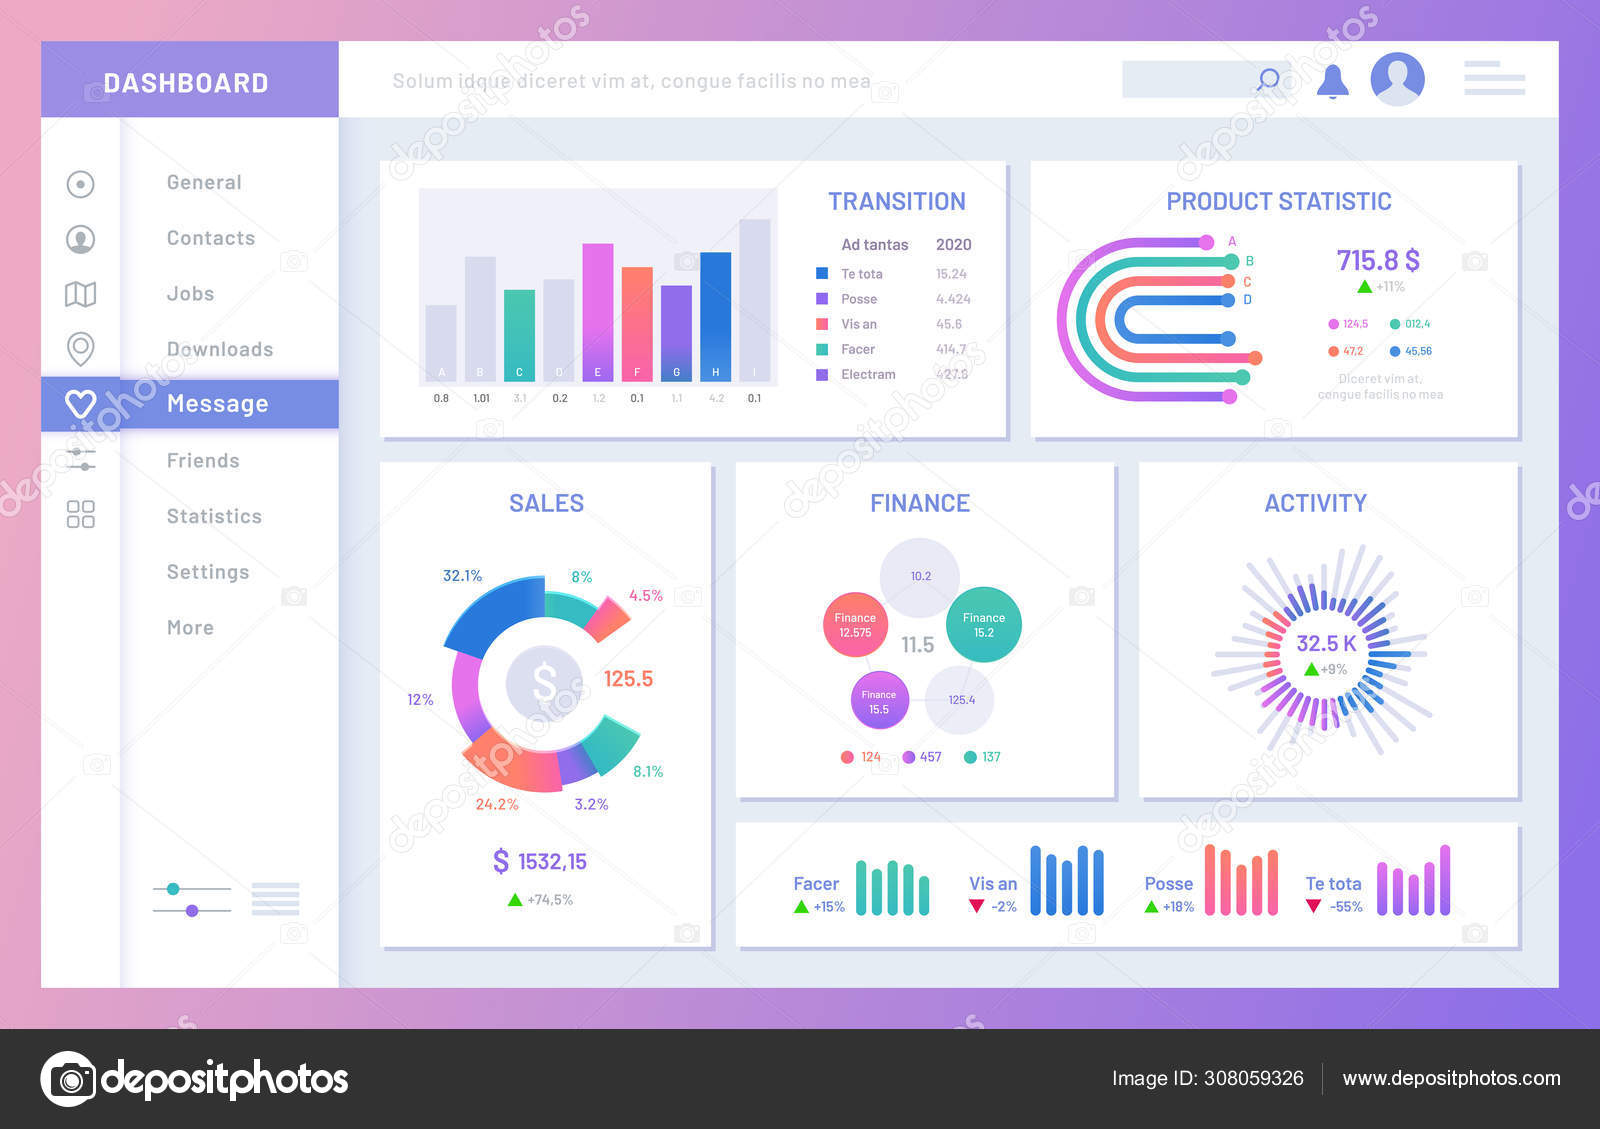 DASHBOARD
Solum idque diceret vim at, congue facilis no mea
General
Contacts
Jobs
Downloads
Message
Friends
Statistics
Settings
More
A B C D E F G H I
0.8 1.01 3.1 0.2 1.2 0.1 1.1 4.2 0.1
TRANSITION
Ad tantas 2020
Te tota 15.24
Posse 4.424
Vis an 45.6
Facer 414.7
Electram 427.8
PRODUCT STATISTIC
A
B
C
D
715.8 $
+11%
124,5 012,4
47,2 45,56
Diceret vim at,
congue facilis no mea
SALES
32.1%
8%
4.5%
125.5
$
12%
8.1%
24.2%
3.2%
$ 1532,15
+74,5%
FINANCE
10.2
Finance
12.575
Finance
15.2
11.5
Finance
15.5
125.4
124 457 137
ACTIVITY
32.5 K
+9%
Facer
+15%
Vis an
-2%
Posse
+18%
Te tota
-55%
depositphotos
Image ID: 308059326
www.depositphotos.com